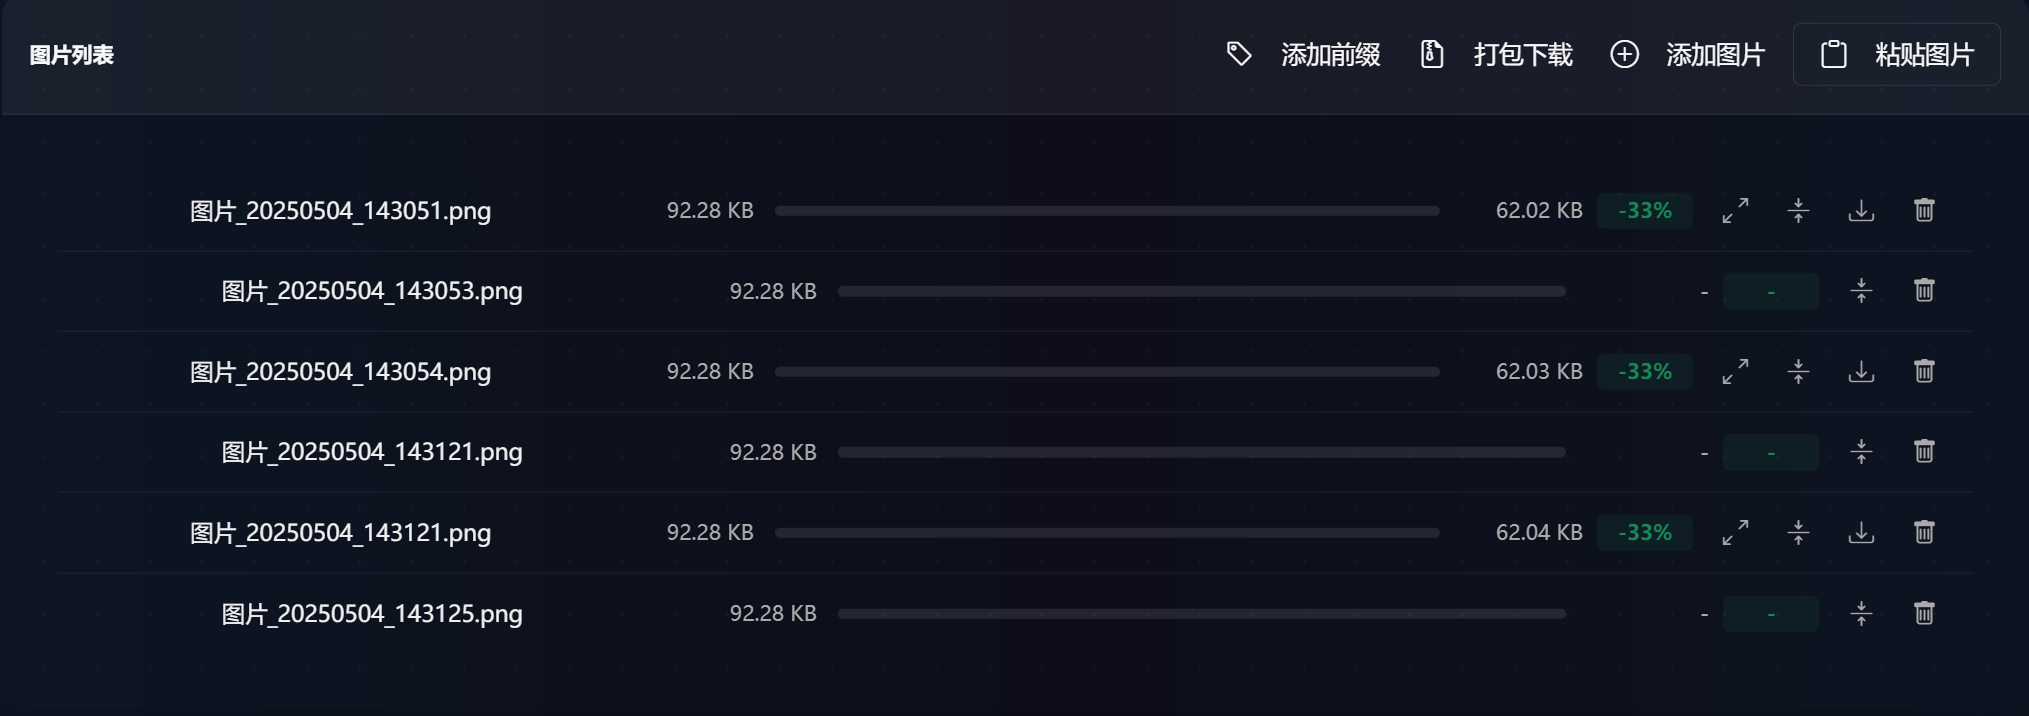 图片列表 添加前缀 打包下载 添加图片 粘贴图片
图片_20250504_143051.png 92.28 KB 62.02 KB -33%
图片_20250504_143053.png 92.28 KB - -
图片_20250504_143054.png 92.28 KB 62.03 KB -33%
图片_20250504_143121.png 92.28 KB - -
图片_20250504_143121.png 92.28 KB 62.04 KB -33%
图片_20250504_143125.png 92.28 KB - -